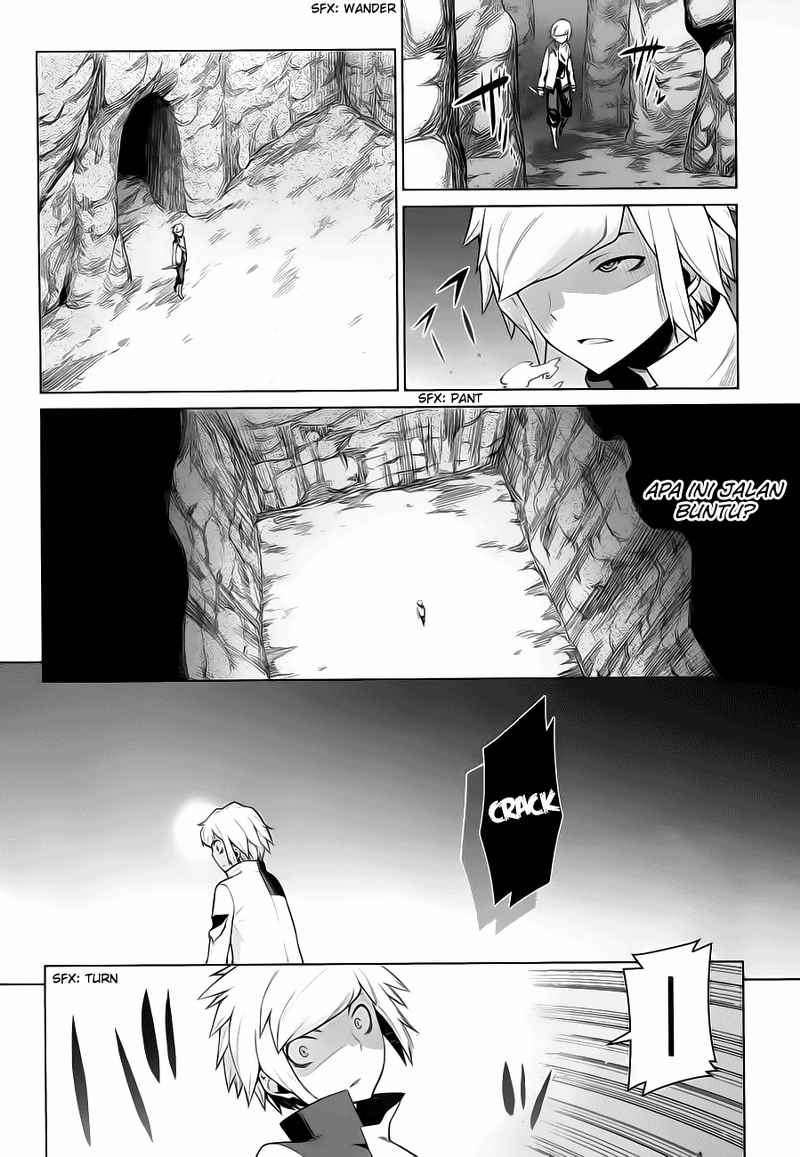 SFX: WANDER
SFX: PANT
APA INI JALAN
BUNTU?
CRACK
SFX: TURN